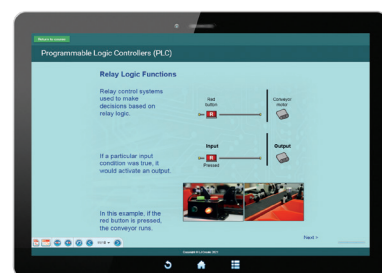 Return to Lesson
Programmable Logic Controllers (PLC)
Relay Logic Functions
Relay control systems
used to make
decisions based on
relay logic.
Red
button
Conveyor
motor
R
If a particular input
condition was true, it
would activate an output.
Input
Output
R
Pressed
In this example, if the
red button is pressed,
the conveyor runs.
Next >